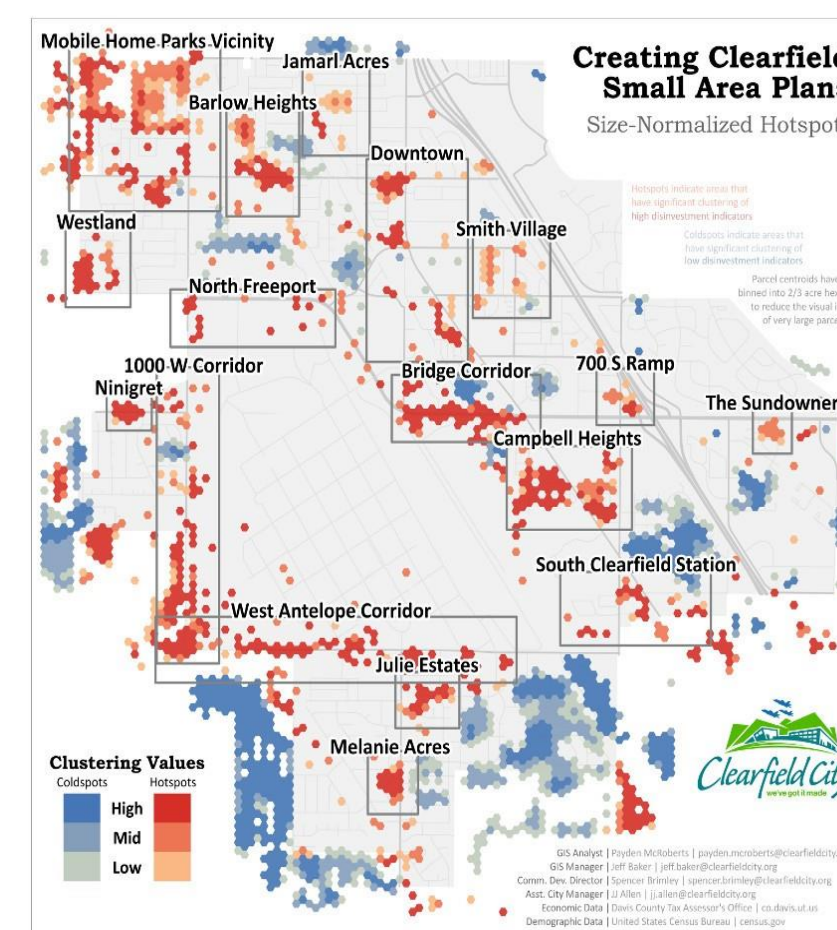 Creating Clearfield
Small Area Plans
Size-Normalized Hotspot
Hotspots indicate areas that
have significant clustering of
high disinvestment indicators
Coldspots indicate areas that
have significant clustering of
low disinvestment indicators
Parcel centroids have
binned into 2/3 acre hex
to reduce the visual i
of very large parce
Mobile Home Parks Vicinity
Jamarl Acres
Barlow Heights
Downtown
Westland
Smith Village
North Freeport
1000 W Corridor
Bridge Corridor
700 S Ramp
Ninigret
The Sundowner
Campbell Heights
South Clearfield Station
West Antelope Corridor
Julie Estates
Melanie Acres
Clustering Values
Coldspots Hotspots
High
Mid
Low
Clearfield City
we've got it made
GIS Analyst | Payden McRoberts | payden.mcroberts@clearfieldcity.
GIS Manager | Jeff Baker | jeff.baker@clearfieldcity.org
Comm. Dev. Director | Spencer Brimley | spencer.brimley@clearfieldcity.org
Asst. City Manager | JJ Allen | jj.allen@clearfieldcity.org
Economic Data | Davis County Tax Assessor's Office | co.davis.ut.us
Demographic Data | United States Census Bureau | census.gov